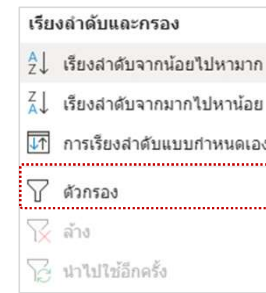 เรียงลำดับและกรอง
A
Z เรียงลำดับจากน้อยไปหามาก
Z
A เรียงลำดับจากมากไปหาน้อย
การเรียงลำดับแบบกำหนดเอง
ตัวกรอง
ล้าง
นำไปใช้อีกครั้ง